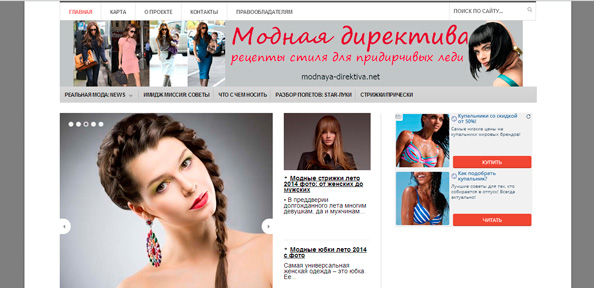 ГЛАВНАЯ КАРТА О ПРОЕКТЕ КОНТАКТЫ ПРАВООБЛАДАТЕЛЯМ ПОИСК ПО САЙТУ...
Модная директива
рецепты стиля для придирчивых леди
modnaya-direktiva.net
РЕАЛЬНАЯ МОДА: NEWS ИМИДЖ МИССИЯ: СОВЕТЫ ЧТО С ЧЕМ НОСИТЬ РАЗБОР ПОЛЕТОВ: STAR-ЛУКИ СТРИЖКИ ПРИЧЕСКИ
Модные стрижки лето
2014 фото: от женских до
мужских
В преддверии
долгожданного лета многим
девушкам, да и мужчинам...
Модные юбки лето 2014
с фото
Самая универсальная
женская одежда – это юбка.
Ее...
Купальники со скидкой
от 50%!
Самые низкие цены на
купальники мировых брендов!
КУПИТЬ
Как подобрать
купальник?
Лучшие советы для тех, кто
собирается в отпуск! Всегда
актуально!
ЧИТАТЬ